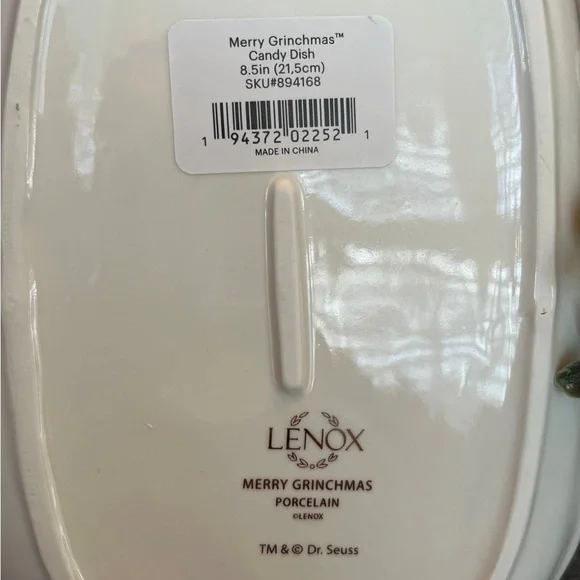 Merry Grinchmas™
Candy Dish
8.5in (21,5cm)
SKU#894168
1 94372 02252 1
MADE IN CHINA
LENOX
MERRY GRINCHMAS
PORCELAIN
©LENOX
TM & © Dr. Seuss